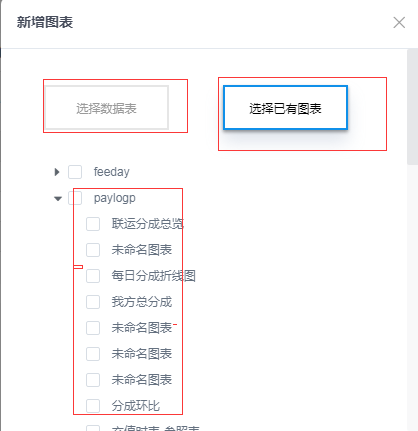 新增图表
选择数据表
选择已有图表
feeday
paylogp
联运分成总览
未命名图表
每日分成折线图
我方总分成
未命名图表
未命名图表
未命名图表
分成环比